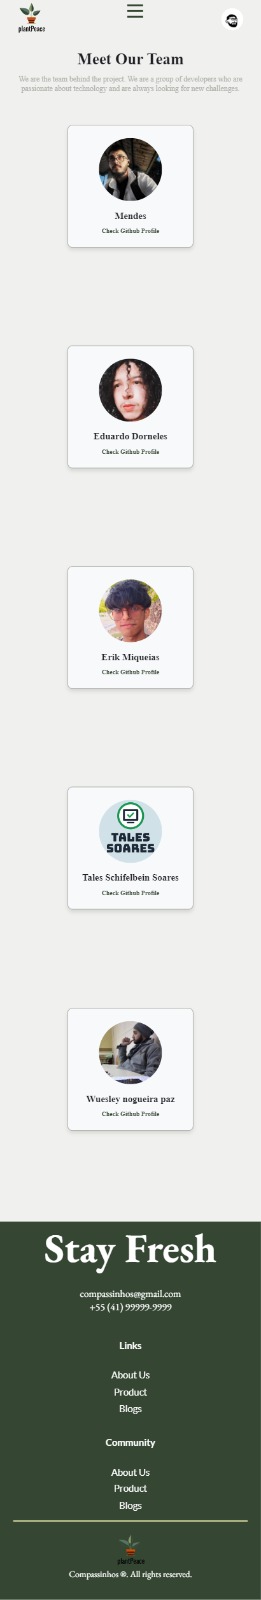 plantPeace
Meet Our Team
We are the team behind the project. We are a group of developers who are
passionate about technology and are always looking for new challenges.
Mendes
Check Github Profile
Eduardo Dorneles
Check Github Profile
Erik Miqueias
Check Github Profile
TALES
SOARES
Tales Schifelbein Soares
Check Github Profile
Wuesley nogueira paz
Check Github Profile
Stay Fresh
compassinhos@gmail.com
+55 (41) 99999-9999
Links
About Us
Product
Blogs
Community
About Us
Product
Blogs
plantPeace
Compassinhos ®. All rights reserved.